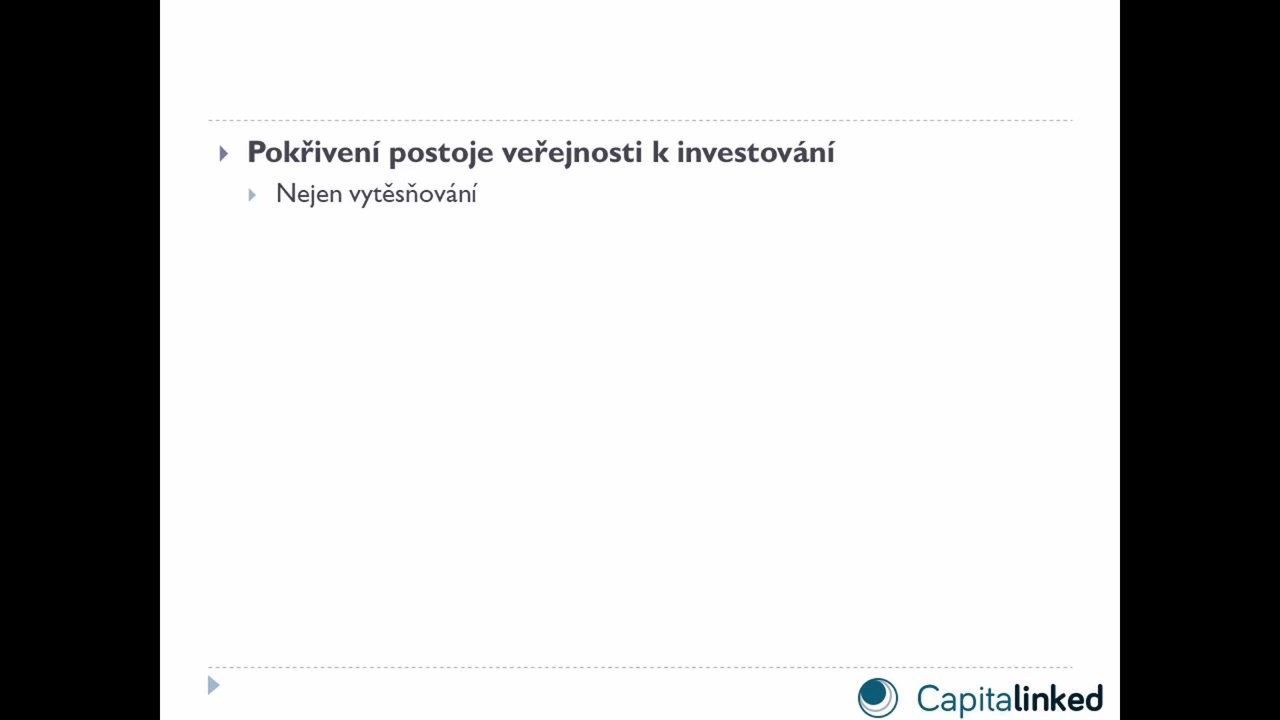 Pokřivení postoje veřejnosti k investování
Nejen vytěsňování
Capitalinked